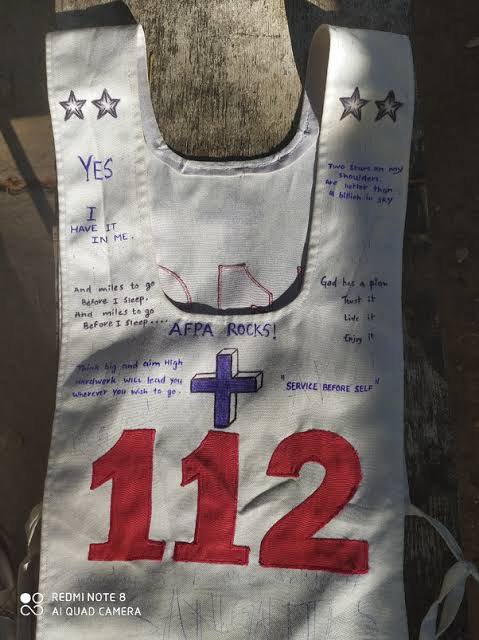 YES
I
HAVE IT
IN ME.
Two stars on my
shoulders
are better than
a billion in sky
And miles to go
Before I sleep.
And miles to go
Before I sleep....
God has a plan
Trust it
Live it
Enjoy it
AFPA ROCKS!
Think big and aim High
Hardwork will lead you
wherever you wish to go.
"SERVICE BEFORE SELF"
112
REDMI NOTE 8
AI QUAD CAMERA